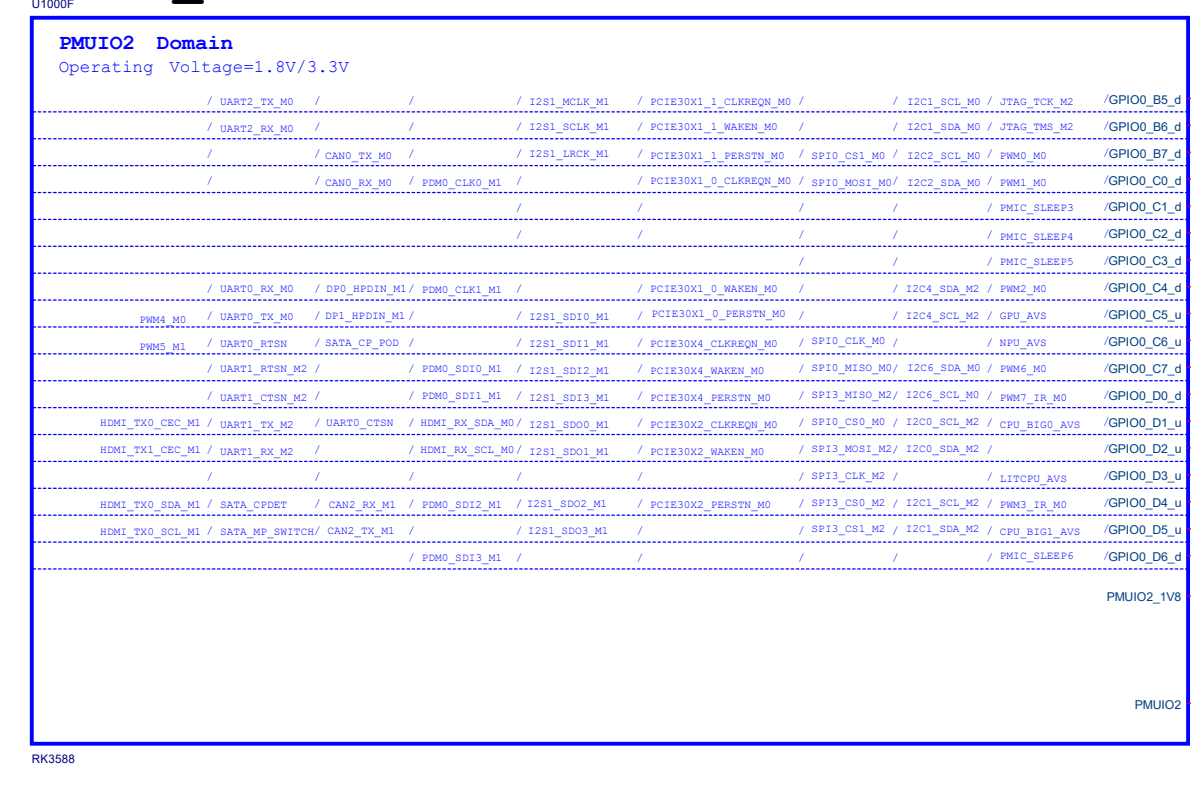 U1000F
PMUIO2 Domain
Operating Voltage=1.8V/3.3V
/ UART2_TX_M0 / / / I2S1_MCLK_M1 / PCIE30X1_1_CLKREQN_M0 / / I2C1_SCL_M0 / JTAG_TCK_M2 /GPIO0_B5_d
/ UART2_RX_M0 / / / I2S1_SCLK_M1 / PCIE30X1_1_WAKEN_M0 / / I2C1_SDA_M0 / JTAG_TMS_M2 /GPIO0_B6_d
/ / CAN0_TX_M0 / / I2S1_LRCK_M1 / PCIE30X1_1_PERSTN_M0 / SPI0_CS1_M0 / I2C2_SCL_M0 / PWM0_M0 /GPIO0_B7_d
/ / CAN0_RX_M0 / PDM0_CLK0_M1 / / PCIE30X1_0_CLKREQN_M0 / SPI0_MOSI_M0/ I2C2_SDA_M0 / PWM1_M0 /GPIO0_C0_d
/ / / / / PMIC_SLEEP3 /GPIO0_C1_d
/ / / / / PMIC_SLEEP4 /GPIO0_C2_d
/ / / PMIC_SLEEP5 /GPIO0_C3_d
/ UART0_RX_M0 / DP0_HPDIN_M1/ PDM0_CLK1_M1 / / PCIE30X1_0_WAKEN_M0 / / I2C4_SDA_M2 / PWM2_M0 /GPIO0_C4_d
PWM4_M0 / UART0_TX_M0 / DP1_HPDIN_M1/ / I2S1_SDI0_M1 / PCIE30X1_0_PERSTN_M0 / / I2C4_SCL_M2 / GPU_AVS /GPIO0_C5_u
PWM5_M1 / UART0_RTSN / SATA_CP_POD / / I2S1_SDI1_M1 / PCIE30X4_CLKREQN_M0 / SPI0_CLK_M0 / / NPU_AVS /GPIO0_C6_u
/ UART1_RTSN_M2 / / PDM0_SDI0_M1 / I2S1_SDI2_M1 / PCIE30X4_WAKEN_M0 / SPI0_MISO_M0/ I2C6_SDA_M0 / PWM6_M0 /GPIO0_C7_d
/ UART1_CTSN_M2 / / PDM0_SDI1_M1 / I2S1_SDI3_M1 / PCIE30X4_PERSTN_M0 / SPI3_MISO_M2/ I2C6_SCL_M0 / PWM7_IR_M0 /GPIO0_D0_d
HDMI_TX0_CEC_M1 / UART1_TX_M2 / UART0_CTSN / HDMI_RX_SDA_M0/ I2S1_SDO0_M1 / PCIE30X2_CLKREQN_M0 / SPI0_CS0_M0 / I2C0_SCL_M2 / CPU_BIG0_AVS /GPIO0_D1_u
HDMI_TX1_CEC_M1 / UART1_RX_M2 / / HDMI_RX_SCL_M0/ I2S1_SDO1_M1 / PCIE30X2_WAKEN_M0 / SPI3_MOSI_M2/ I2C0_SDA_M2 / /GPIO0_D2_u
/ / / / / / SPI3_CLK_M2 / / LITCPU_AVS /GPIO0_D3_u
HDMI_TX0_SDA_M1 / SATA_CPDET / CAN2_RX_M1 / PDM0_SDI2_M1 / I2S1_SDO2_M1 / PCIE30X2_PERSTN_M0 / SPI3_CS0_M2 / I2C1_SCL_M2 / PWM3_IR_M0 /GPIO0_D4_u
HDMI_TX0_SCL_M1 / SATA_MP_SWITCH/ CAN2_TX_M1 / / I2S1_SDO3_M1 / / SPI3_CS1_M2 / I2C1_SDA_M2 / CPU_BIG1_AVS /GPIO0_D5_u
/ PDM0_SDI3_M1 / / / / / PMIC_SLEEP6 /GPIO0_D6_d
PMUIO2_1V8
PMUIO2
RK3588